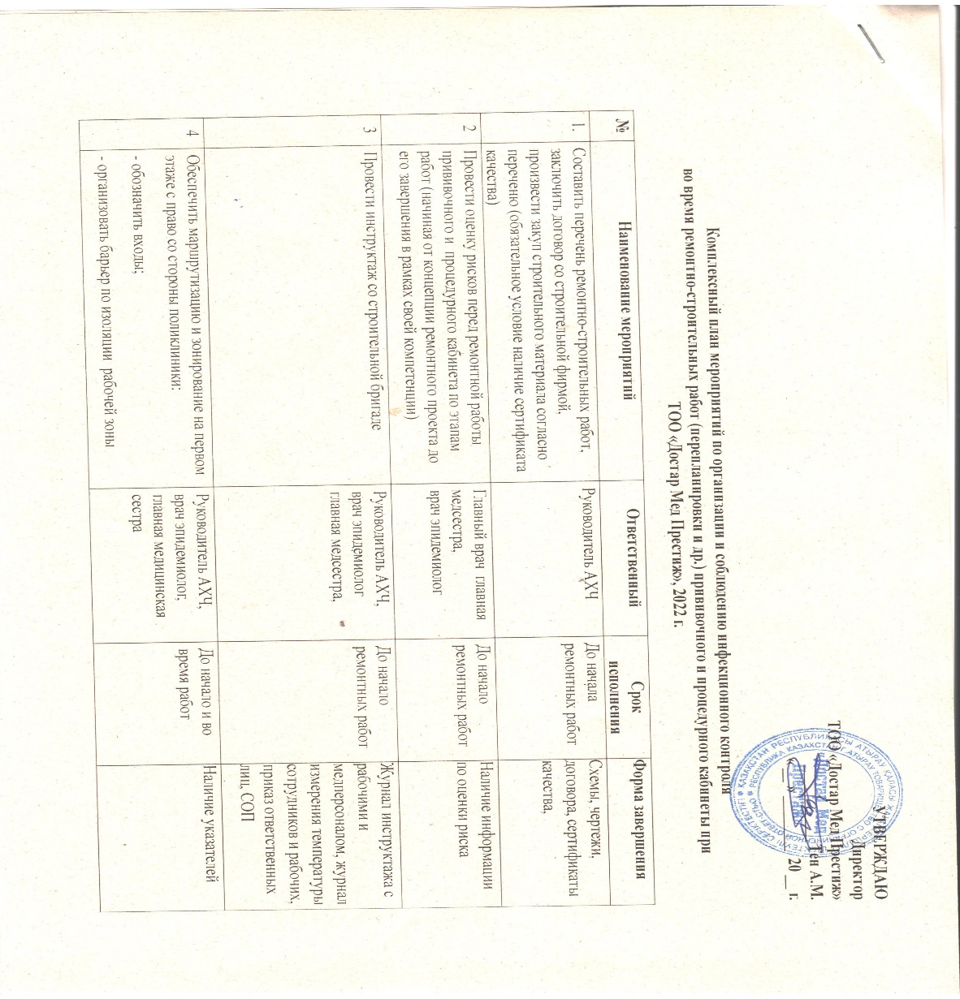 УТВЕРЖДАЮ
Директор
ТОО «Достар Мед Престиж»
Тен А.М.
«__» ______ 20 __ г.
Комплексный план мероприятий по организации и соблюдению инфекционного контроля
во время ремонтно-строительных работ (перепланировки и др.) прививочного и процедурного кабинеты при
ТОО «Достар Мед Престиж», 2022 г.
№
Наименование мероприятий
Ответственный
Срок
исполнения
Форма завершения
1.
Составить перечень ремонтно-строительных работ,
заключить договор со строительной фирмой,
произвести закуп строительного материала согласно
переченю (обязательное условие наличие сертификата
качества)
Руководитель АХЧ
До начала
ремонтных работ
Схемы, чертежи,
договора, сертификаты
качества,
2
Провести оценку рисков перед ремонтной работы
прививочного и процедурного кабинета по этапам
работ (начиная от концепции ремонтного проекта до
его завершения в рамках своей компетенции)
Главный врач главная
медсестра,
врач эпидемиолог
До начало
ремонтных работ
Наличие информации
по оценки риска
3
Провести инструктаж со строительной бригаде
Руководитель АХЧ,
врач эпидемиолог
главная медсестра,
До начало
ремонтных работ
Журнал инструктажа с
рабочими и
медперсоналом, журнал
измерения температуры
сотрудников и рабочих,
приказ ответственных
лиц, СОП
4
Обеспечить маршрутизацию и зонирование на первом
этаже с право со стороны поликлиники:
- обозначить входы;
- организовать барьер по изоляции рабочей зоны
Руководитель АХЧ,
врач эпидемиолог,
главная медицинская
сестра
До начало и во
время работ
Наличие указателей